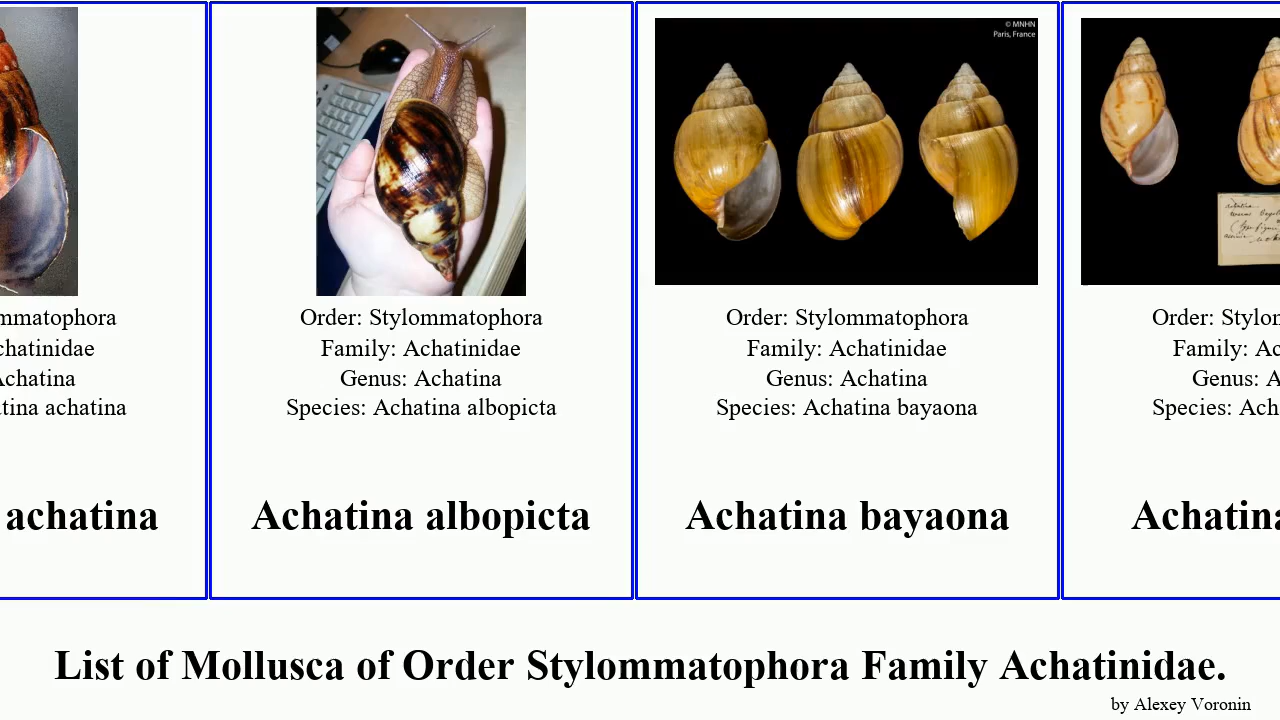 mmatophora
chatinidae
Achatina
tina achatina
achatina
Order: Stylommatophora
Family: Achatinidae
Genus: Achatina
Species: Achatina albopicta
Achatina albopicta
© MNHN
Paris, France
Order: Stylommatophora
Family: Achatinidae
Genus: Achatina
Species: Achatina bayaona
Achatina bayaona
Order: Stylom
Family: Ac
Genus: A
Species: Ach
Achatina
List of Mollusca of Order Stylommatophora Family Achatinidae.
by Alexey Voronin